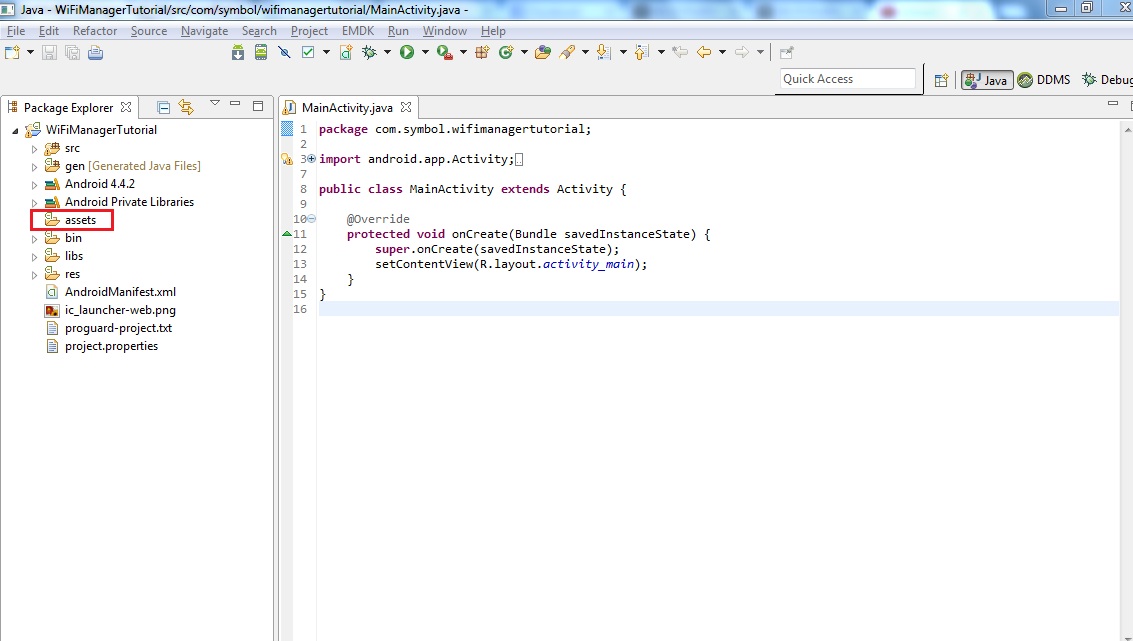 Java - WiFiManagerTutorial/src/com/symbol/wifimanagertutorial/MainActivity.java -
File Edit Refactor Source Navigate Search Project EMDK Run Window Help
Quick Access
Java DDMS Debug
Package Explorer
WiFiManagerTutorial
src
gen [Generated Java Files]
Android 4.4.2
Android Private Libraries
assets
bin
libs
res
AndroidManifest.xml
ic_launcher-web.png
proguard-project.txt
project.properties
MainActivity.java
1 package com.symbol.wifimanagertutorial;
2
3 import android.app.Activity;
7
8 public class MainActivity extends Activity {
9
10 @Override
11 protected void onCreate(Bundle savedInstanceState) {
12 super.onCreate(savedInstanceState);
13 setContentView(R.layout.activity_main);
14 }
15 }
16